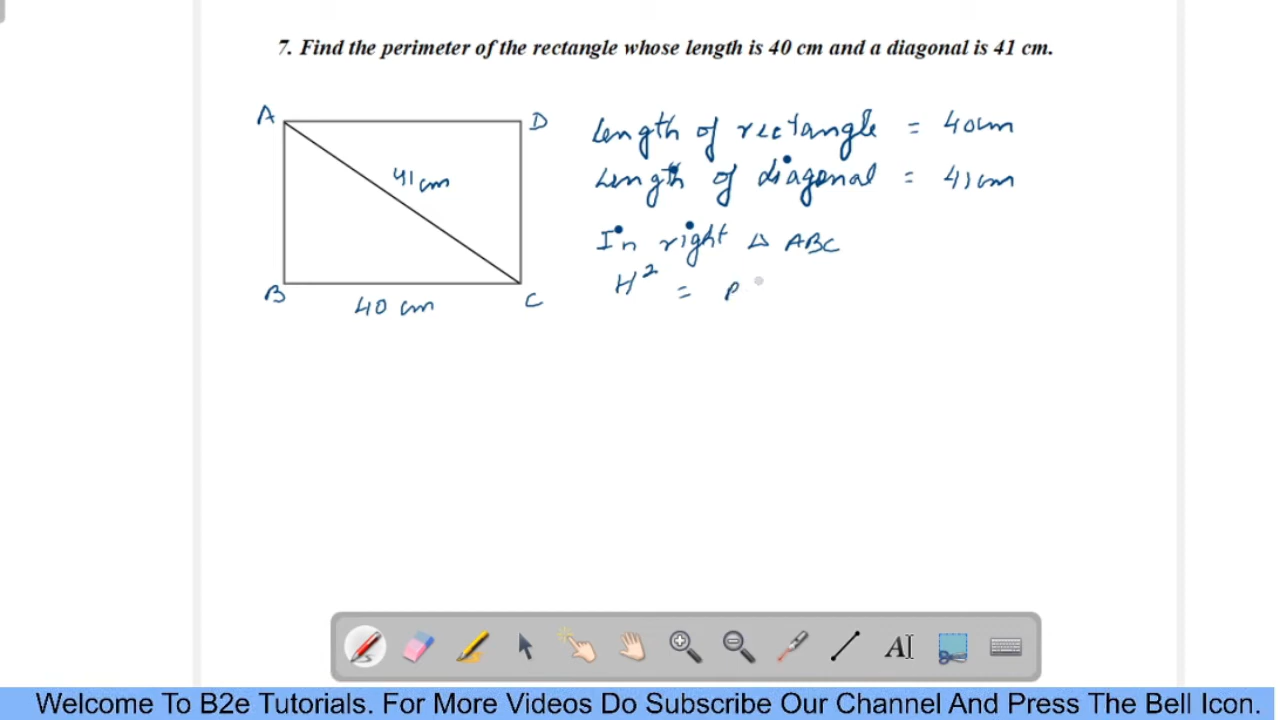 7. Find the perimeter of the rectangle whose length is 40 cm and a diagonal is 41 cm.
A
D
41 cm
B
40 cm
C
Length of rectangle = 40cm
Length of diagonal = 41cm
In right △ ABC
H² = P
AI
Welcome To B2e Tutorials. For More Videos Do Subscribe Our Channel And Press The Bell Icon.